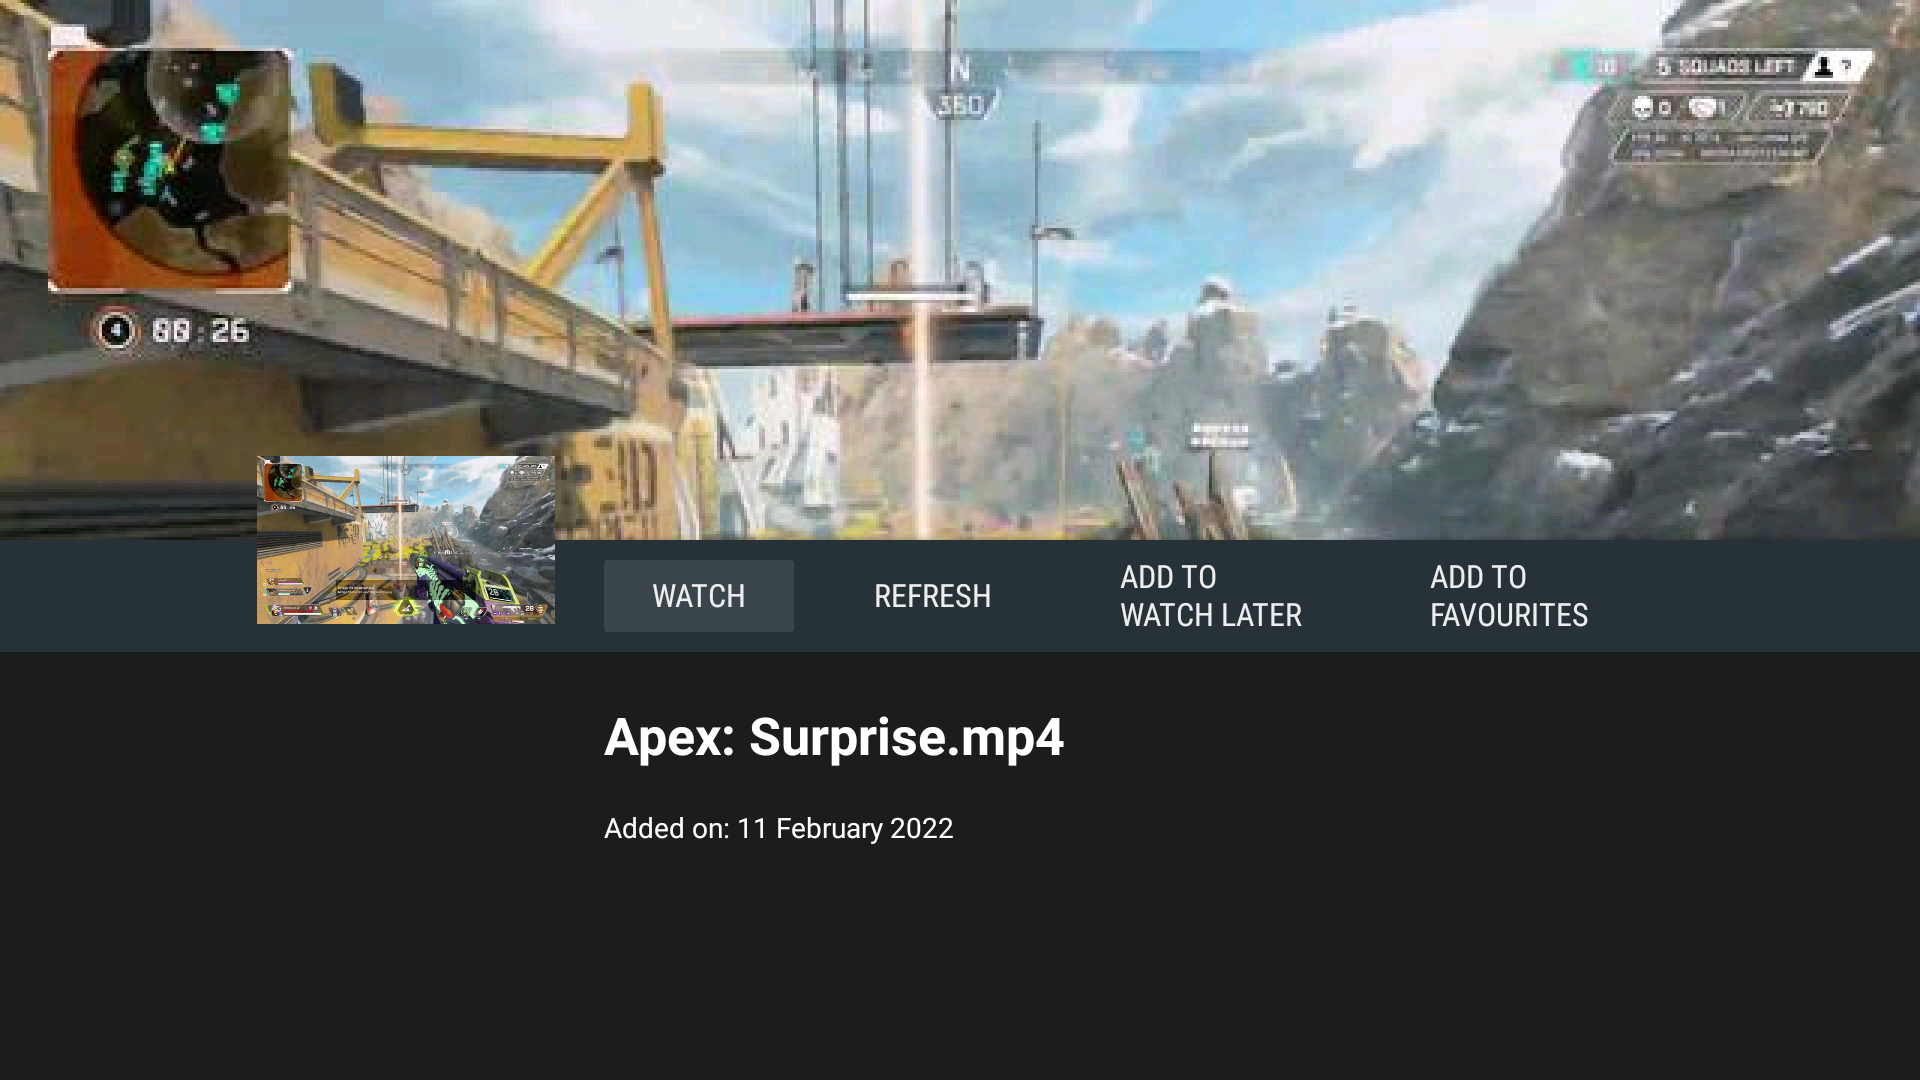 N
360
5 SQUADS LEFT
7
0
1
790
4
00:26
WATCH
REFRESH
ADD TO
WATCH LATER
ADD TO
FAVOURITES
Apex: Surprise.mp4
Added on: 11 February 2022